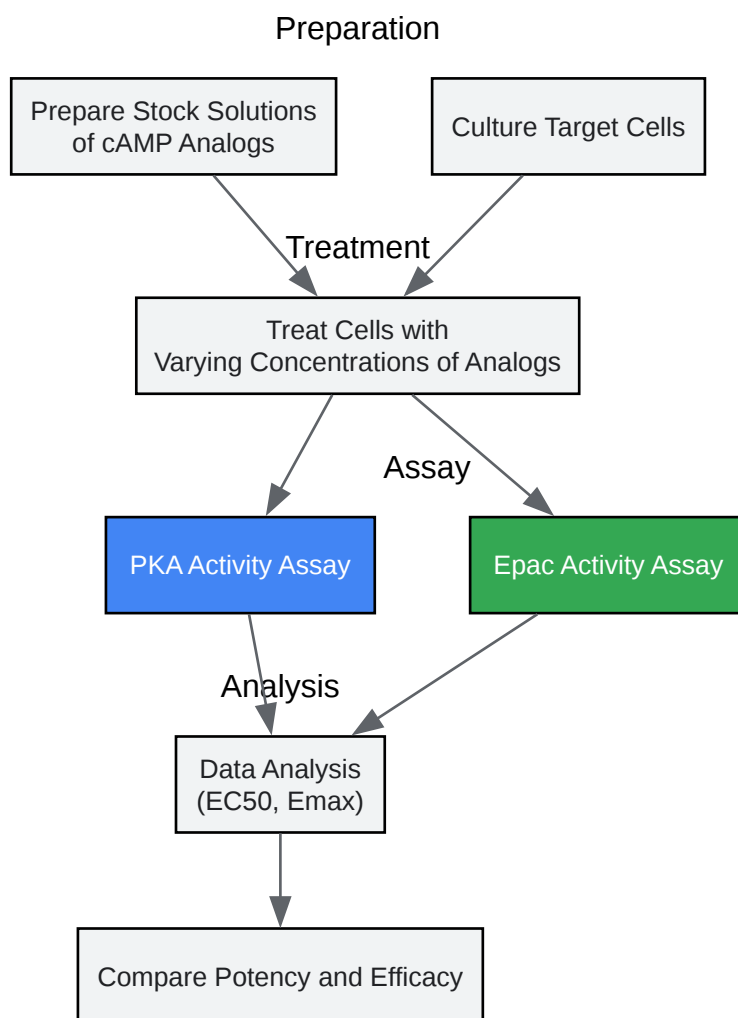 Preparation
Prepare Stock Solutions
of cAMP Analogs
Culture Target Cells
Treatment
Treat Cells with
Varying Concentrations of Analogs
Assay
PKA Activity Assay
Epac Activity Assay
Analysis
Data Analysis
(EC50, Emax)
Compare Potency and Efficacy